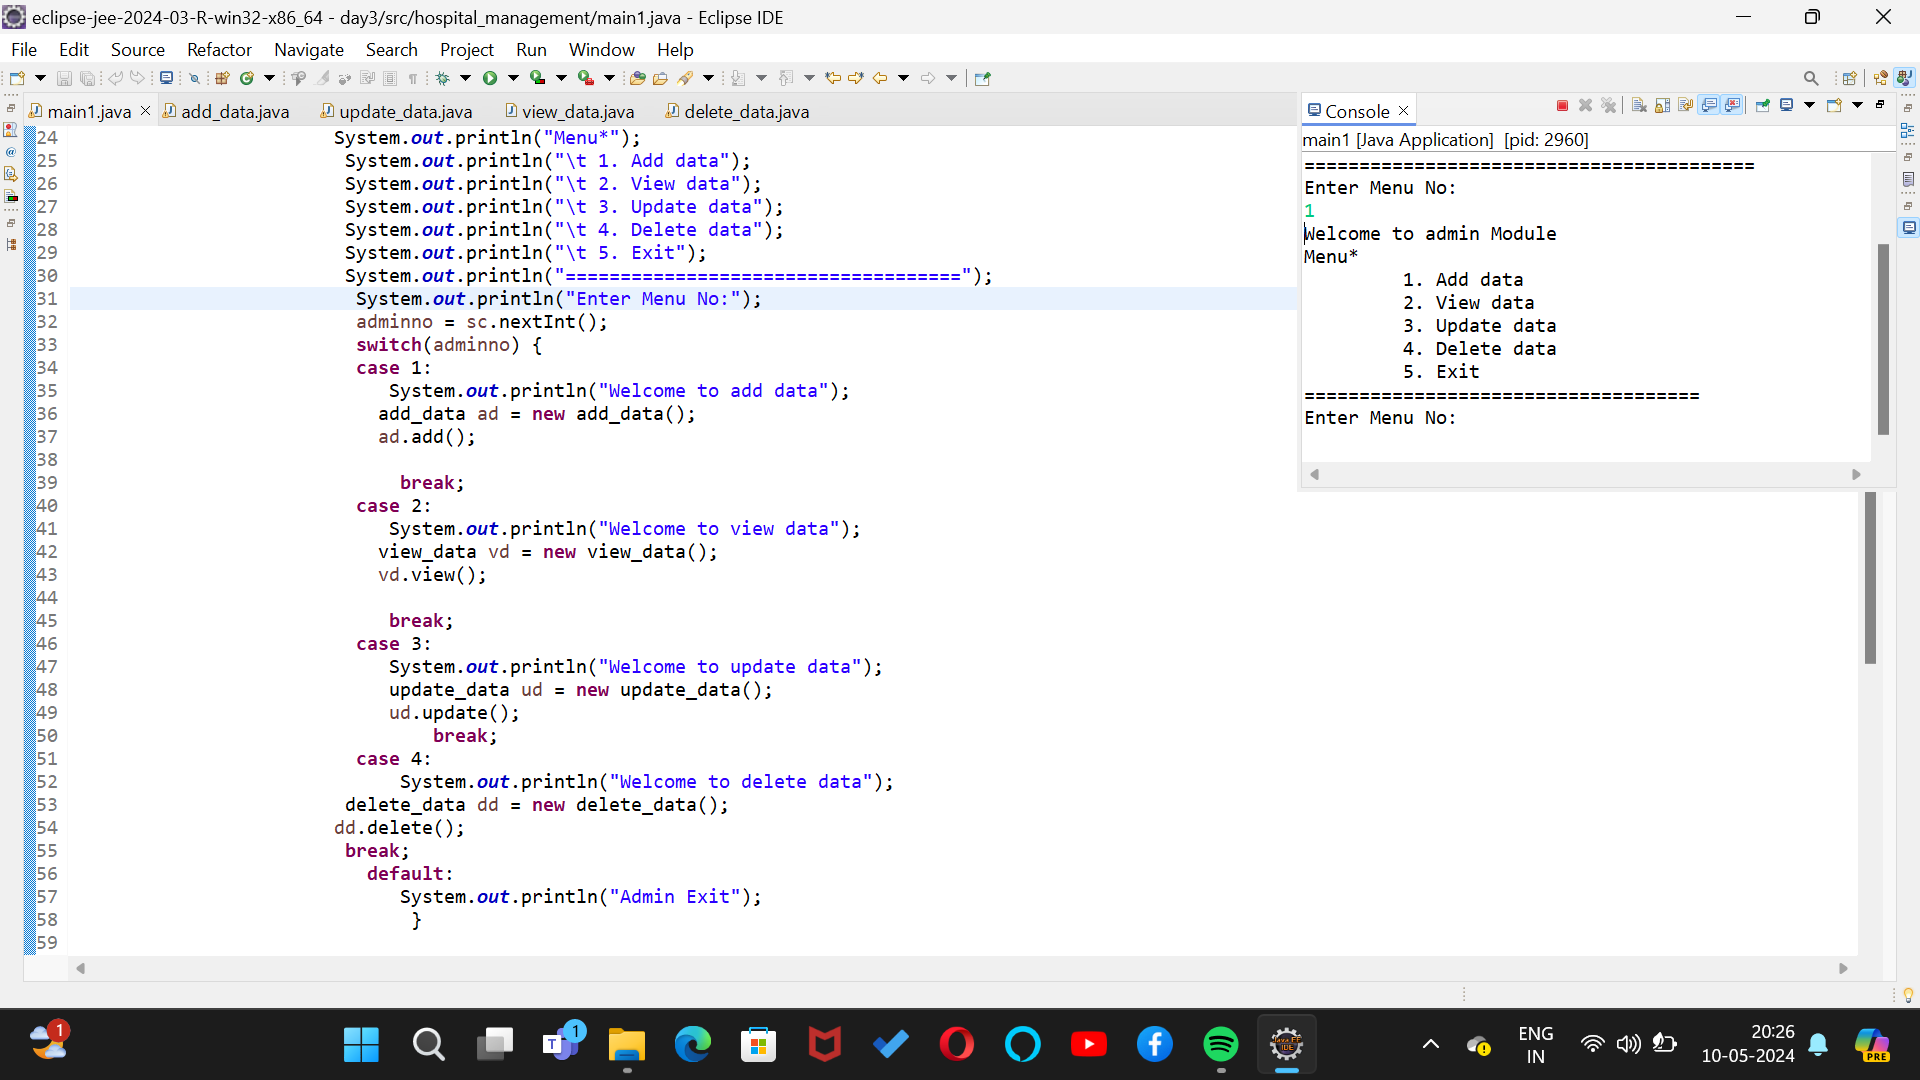 eclipse-jee-2024-03-R-win32-x86_64 - day3/src/hospital_management/main1.java - Eclipse IDE
File Edit Source Refactor Navigate Search Project Run Window Help
main1.java add_data.java update_data.java view_data.java delete_data.java
24 System.out.println("Menu*");
25 System.out.println("\t 1. Add data");
26 System.out.println("\t 2. View data");
27 System.out.println("\t 3. Update data");
28 System.out.println("\t 4. Delete data");
29 System.out.println("\t 5. Exit");
30 System.out.println("====================================");
31 System.out.println("Enter Menu No:");
32 adminno = sc.nextInt();
33 switch(adminno) {
34 case 1:
35 System.out.println("Welcome to add data");
36 add_data ad = new add_data();
37 ad.add();
38
39 break;
40 case 2:
41 System.out.println("Welcome to view data");
42 view_data vd = new view_data();
43 vd.view();
44
45 break;
46 case 3:
47 System.out.println("Welcome to update data");
48 update_data ud = new update_data();
49 ud.update();
50 break;
51 case 4:
52 System.out.println("Welcome to delete data");
53 delete_data dd = new delete_data();
54 dd.delete();
55 break;
56 default:
57 System.out.println("Admin Exit");
58 }
59
Console
main1 [Java Application] [pid: 2960]
=========================================
Enter Menu No:
1
Welcome to admin Module
Menu*
1. Add data
2. View data
3. Update data
4. Delete data
5. Exit
====================================
Enter Menu No:
1
1
ENG
IN
20:26
10-05-2024
PRE